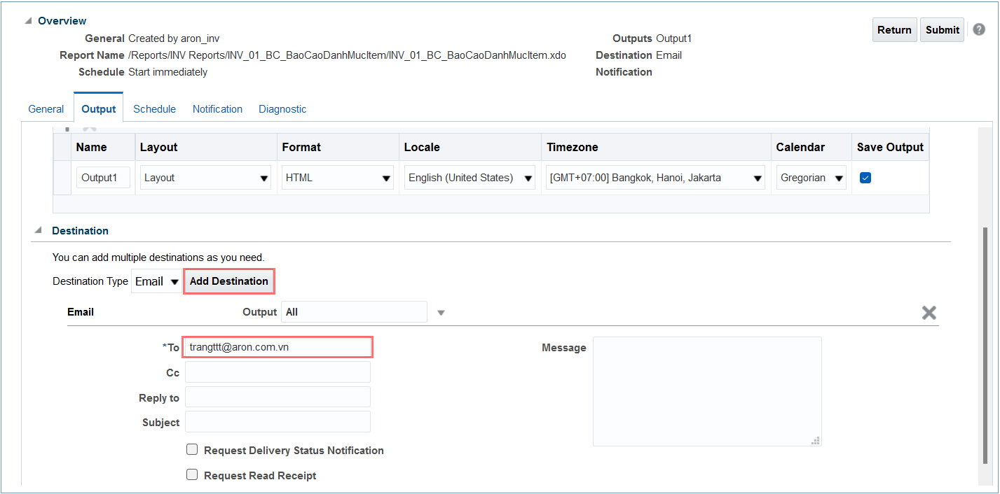 Overview
Return Submit ?
General Created by aron_inv
Outputs Output1
Report Name /Reports/INV Reports/INV_01_BC_BaoCaoDanhMucItem/INV_01_BC_BaoCaoDanhMucItem.xdo
Destination Email
Schedule Start immediately
Notification
General Output Schedule Notification Diagnostic
Name Layout Format Locale Timezone Calendar Save Output
Output1 Layout HTML English (United States) [GMT+07:00] Bangkok, Hanoi, Jakarta Gregorian
Destination
You can add multiple destinations as you need.
Destination Type Email Add Destination
Email Output All
*To trangttt@aron.com.vn
Message
Cc
Reply to
Subject
Request Delivery Status Notification
Request Read Receipt